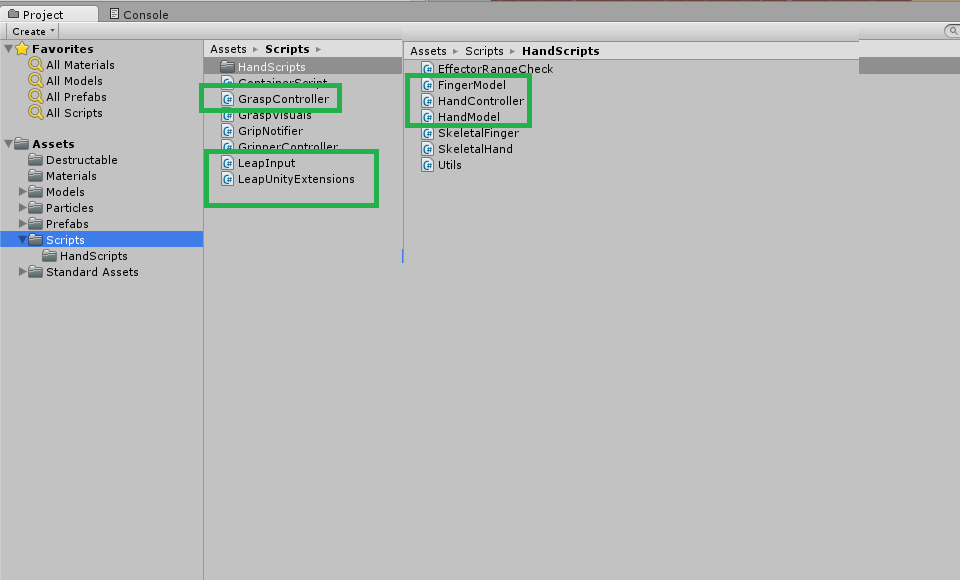 Project
Console
Create
Favorites
All Materials
All Models
All Prefabs
All Scripts
Assets
Destructable
Materials
Models
Particles
Prefabs
Scripts
HandScripts
Standard Assets
Assets ▸ Scripts ▸
HandScripts
ContainerScript
GraspController
GraspVisuals
GripNotifier
GripperController
LeapInput
LeapUnityExtensions
Assets ▸ Scripts ▸ HandScripts
EffectorRangeCheck
FingerModel
HandController
HandModel
SkeletalFinger
SkeletalHand
Utils